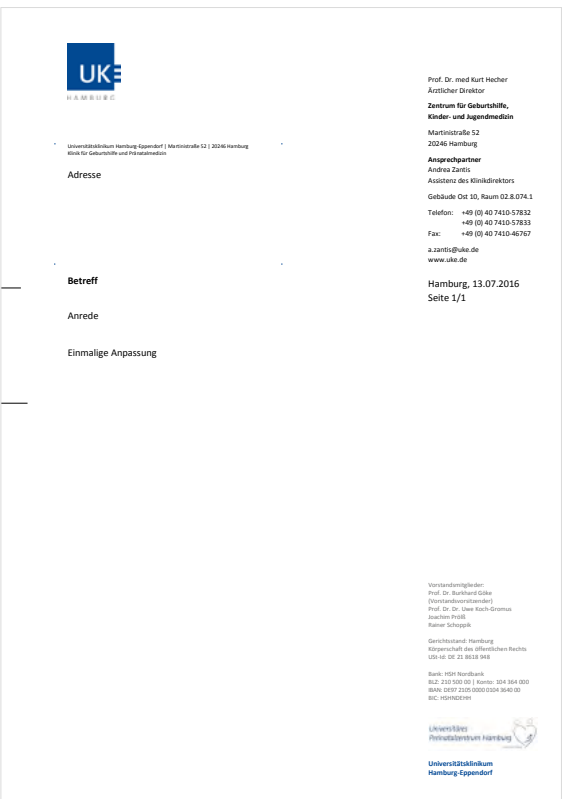 UKE
HAMBURG
Prof. Dr. med Kurt Hecher
Ärztlicher Direktor
Zentrum für Geburtshilfe,
Kinder- und Jugendmedizin
Martinistraße 52
20246 Hamburg
Ansprechpartner
Andrea Zantis
Assistenz des Klinikdirektors
Gebäude Ost 10, Raum 02.8.074.1
Telefon: +49 (0) 40 7410-57832
+49 (0) 40 7410-57833
Fax: +49 (0) 40 7410-46767
a.zantis@uke.de
www.uke.de
Universitätsklinikum Hamburg-Eppendorf | Martinistraße 52 | 20246 Hamburg
Klinik für Geburtshilfe und Pränatalmedizin
Adresse
Betreff
Hamburg, 13.07.2016
Seite 1/1
Anrede
Einmalige Anpassung
Vorstandsmitglieder:
Prof. Dr. Burkhard Göke
(Vorstandsvorsitzender)
Prof. Dr. Dr. Uwe Koch-Gromus
Joachim Prölß
Rainer Schoppik
Gerichtsstand: Hamburg
Körperschaft des öffentlichen Rechts
USt-Id: DE 21 8618 948
Bank: HSH Nordbank
BLZ: 210 500 00 | Konto: 104 364 000
IBAN: DE97 2105 0000 0104 3640 00
BIC: HSHNDEHH
Universitäres
Perinatalzentrum Hamburg
Universitätsklinikum
Hamburg-Eppendorf